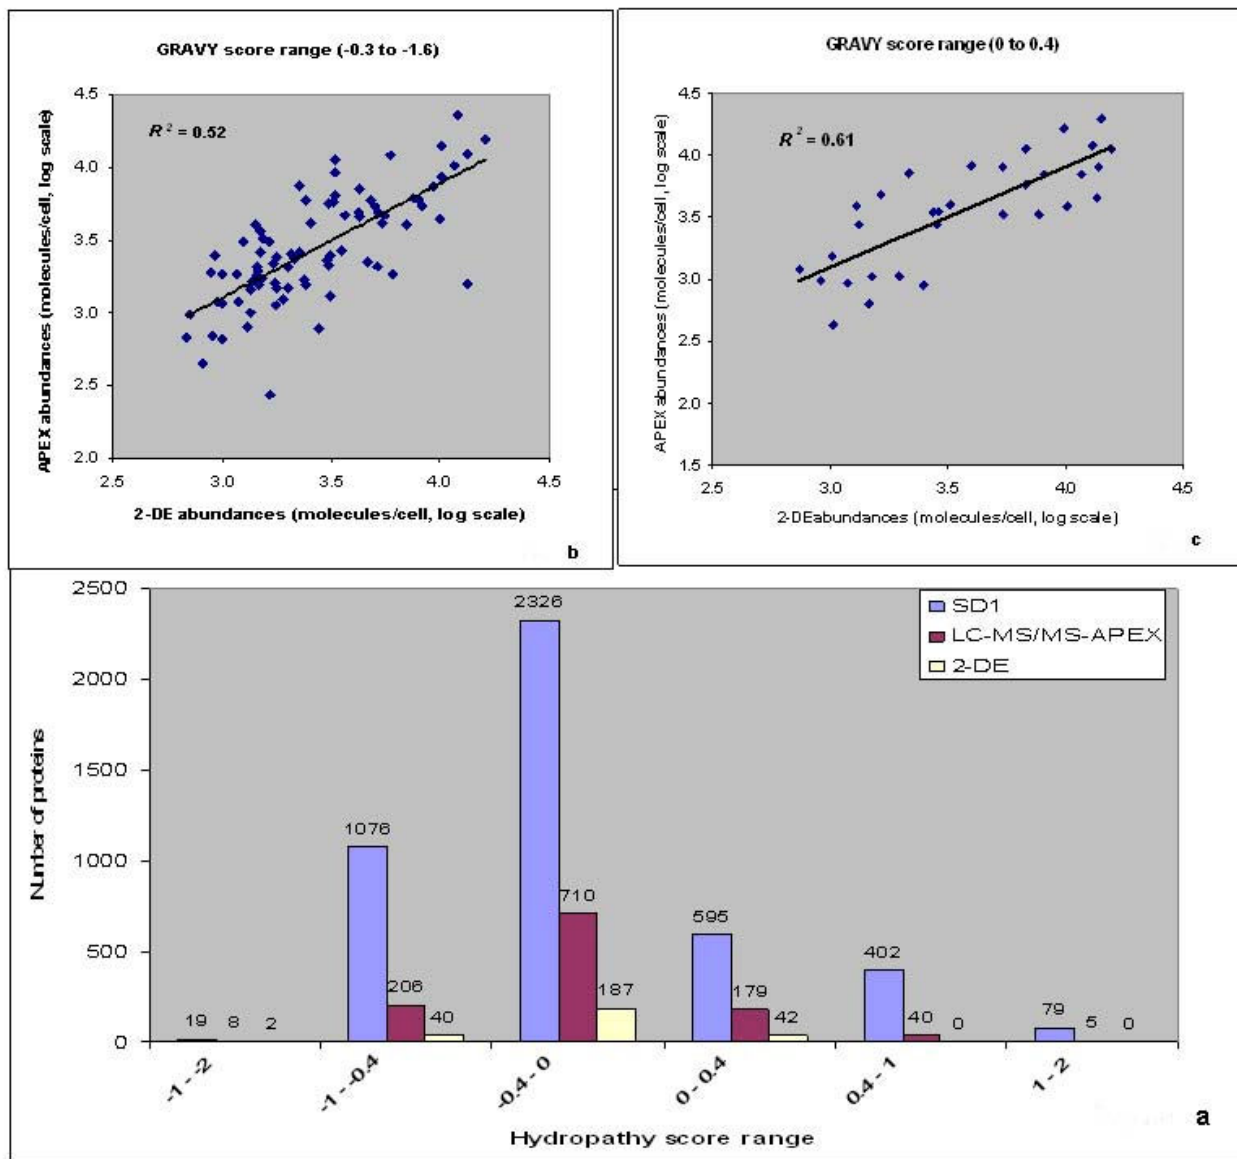 GRAVY score range (-0.3 to -1.6)
R² = 0.52
APEX abundances (molecules/cell, log scale)
4.5
4.0
3.5
3.0
2.5
2.0
2.5 3.0 3.5 4.0 4.5
2-DE abundances (molecules/cell, log scale)
b
GRAVY score range (0 to 0.4)
R² = 0.61
APEX abundances (molecules/cell, log scale)
4.5
4.0
3.5
3.0
2.5
2.0
1.5
2.5 3.0 3.5 4.0 4.5
2-DEabundances (molecules/cell, log scale)
c
Number of proteins
2500
2000
1500
1000
500
0
SD1
LC-MS/MS-APEX
2-DE
19 8 2
1076 206 40
2326 710 187
595 179 42
402 40 0
79 5 0
-1 - -2
-1 - -0.4
-0.4 - 0
0 - 0.4
0.4 - 1
1 - 2
Hydropathy score range
a